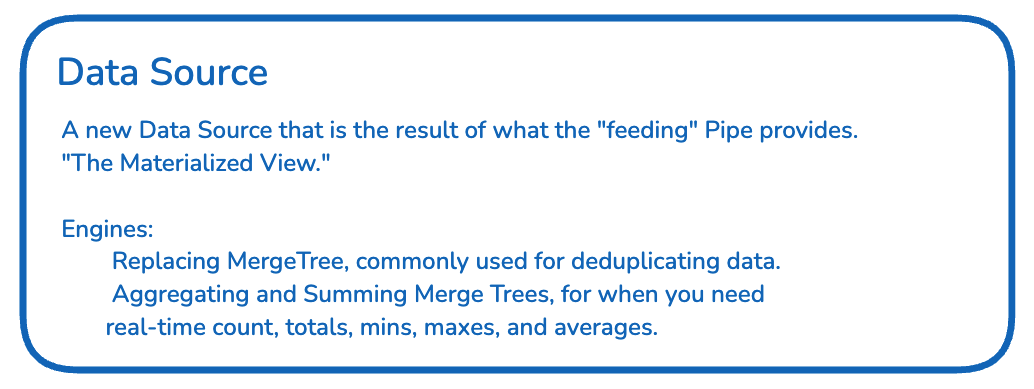 Data Source
A new Data Source that is the result of what the "feeding" Pipe provides.
"The Materialized View."
Engines:
Replacing MergeTree, commonly used for deduplicating data.
Aggregating and Summing Merge Trees, for when you need
real-time count, totals, mins, maxes, and averages.